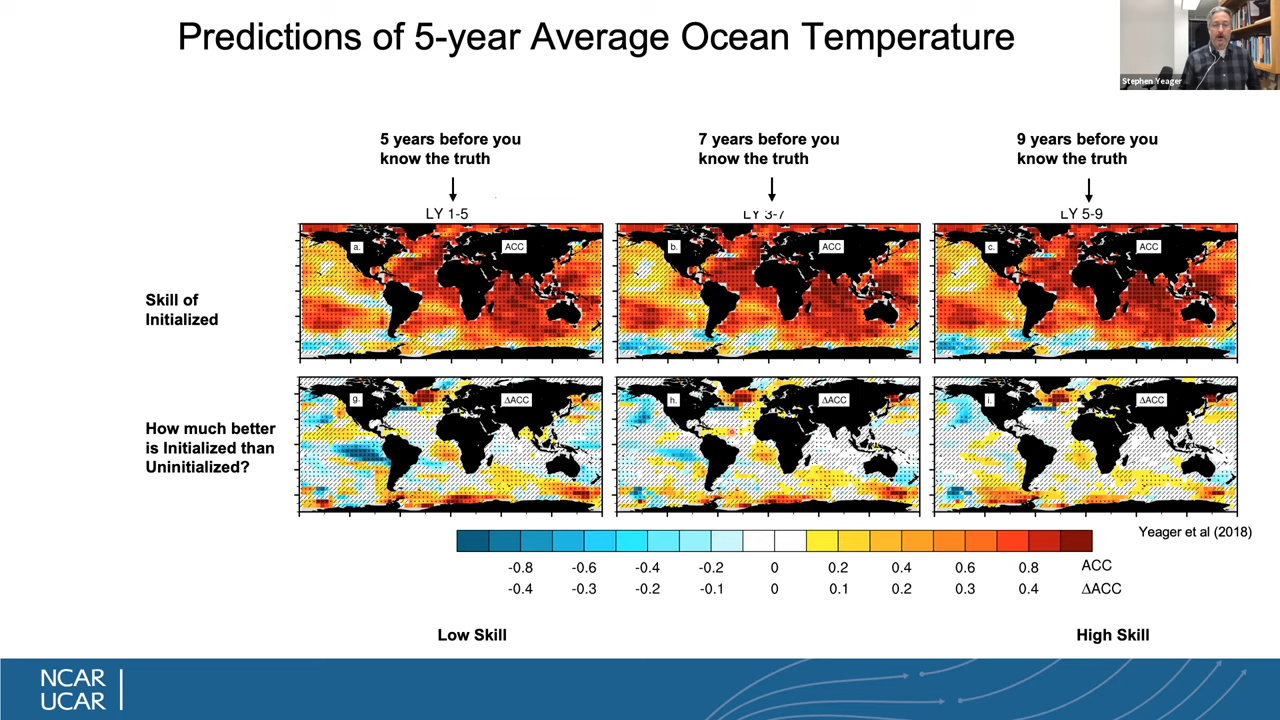 Predictions of 5-year Average Ocean Temperature
Stephen Yeager
5 years before you
know the truth
7 years before you
know the truth
9 years before you
know the truth
LY 1-5
LY 3-7
LY 5-9
Skill of
Initialized
a.
ACC
b.
ACC
c.
ACC
How much better
is Initialized than
Uninitialized?
g.
ΔACC
h.
ΔACC
i.
ΔACC
Yeager et al (2018)
-0.8 -0.6 -0.4 -0.2 0 0.2 0.4 0.6 0.8 ACC
-0.4 -0.3 -0.2 -0.1 0 0.1 0.2 0.3 0.4 ΔACC
Low Skill
High Skill
NCAR
UCAR